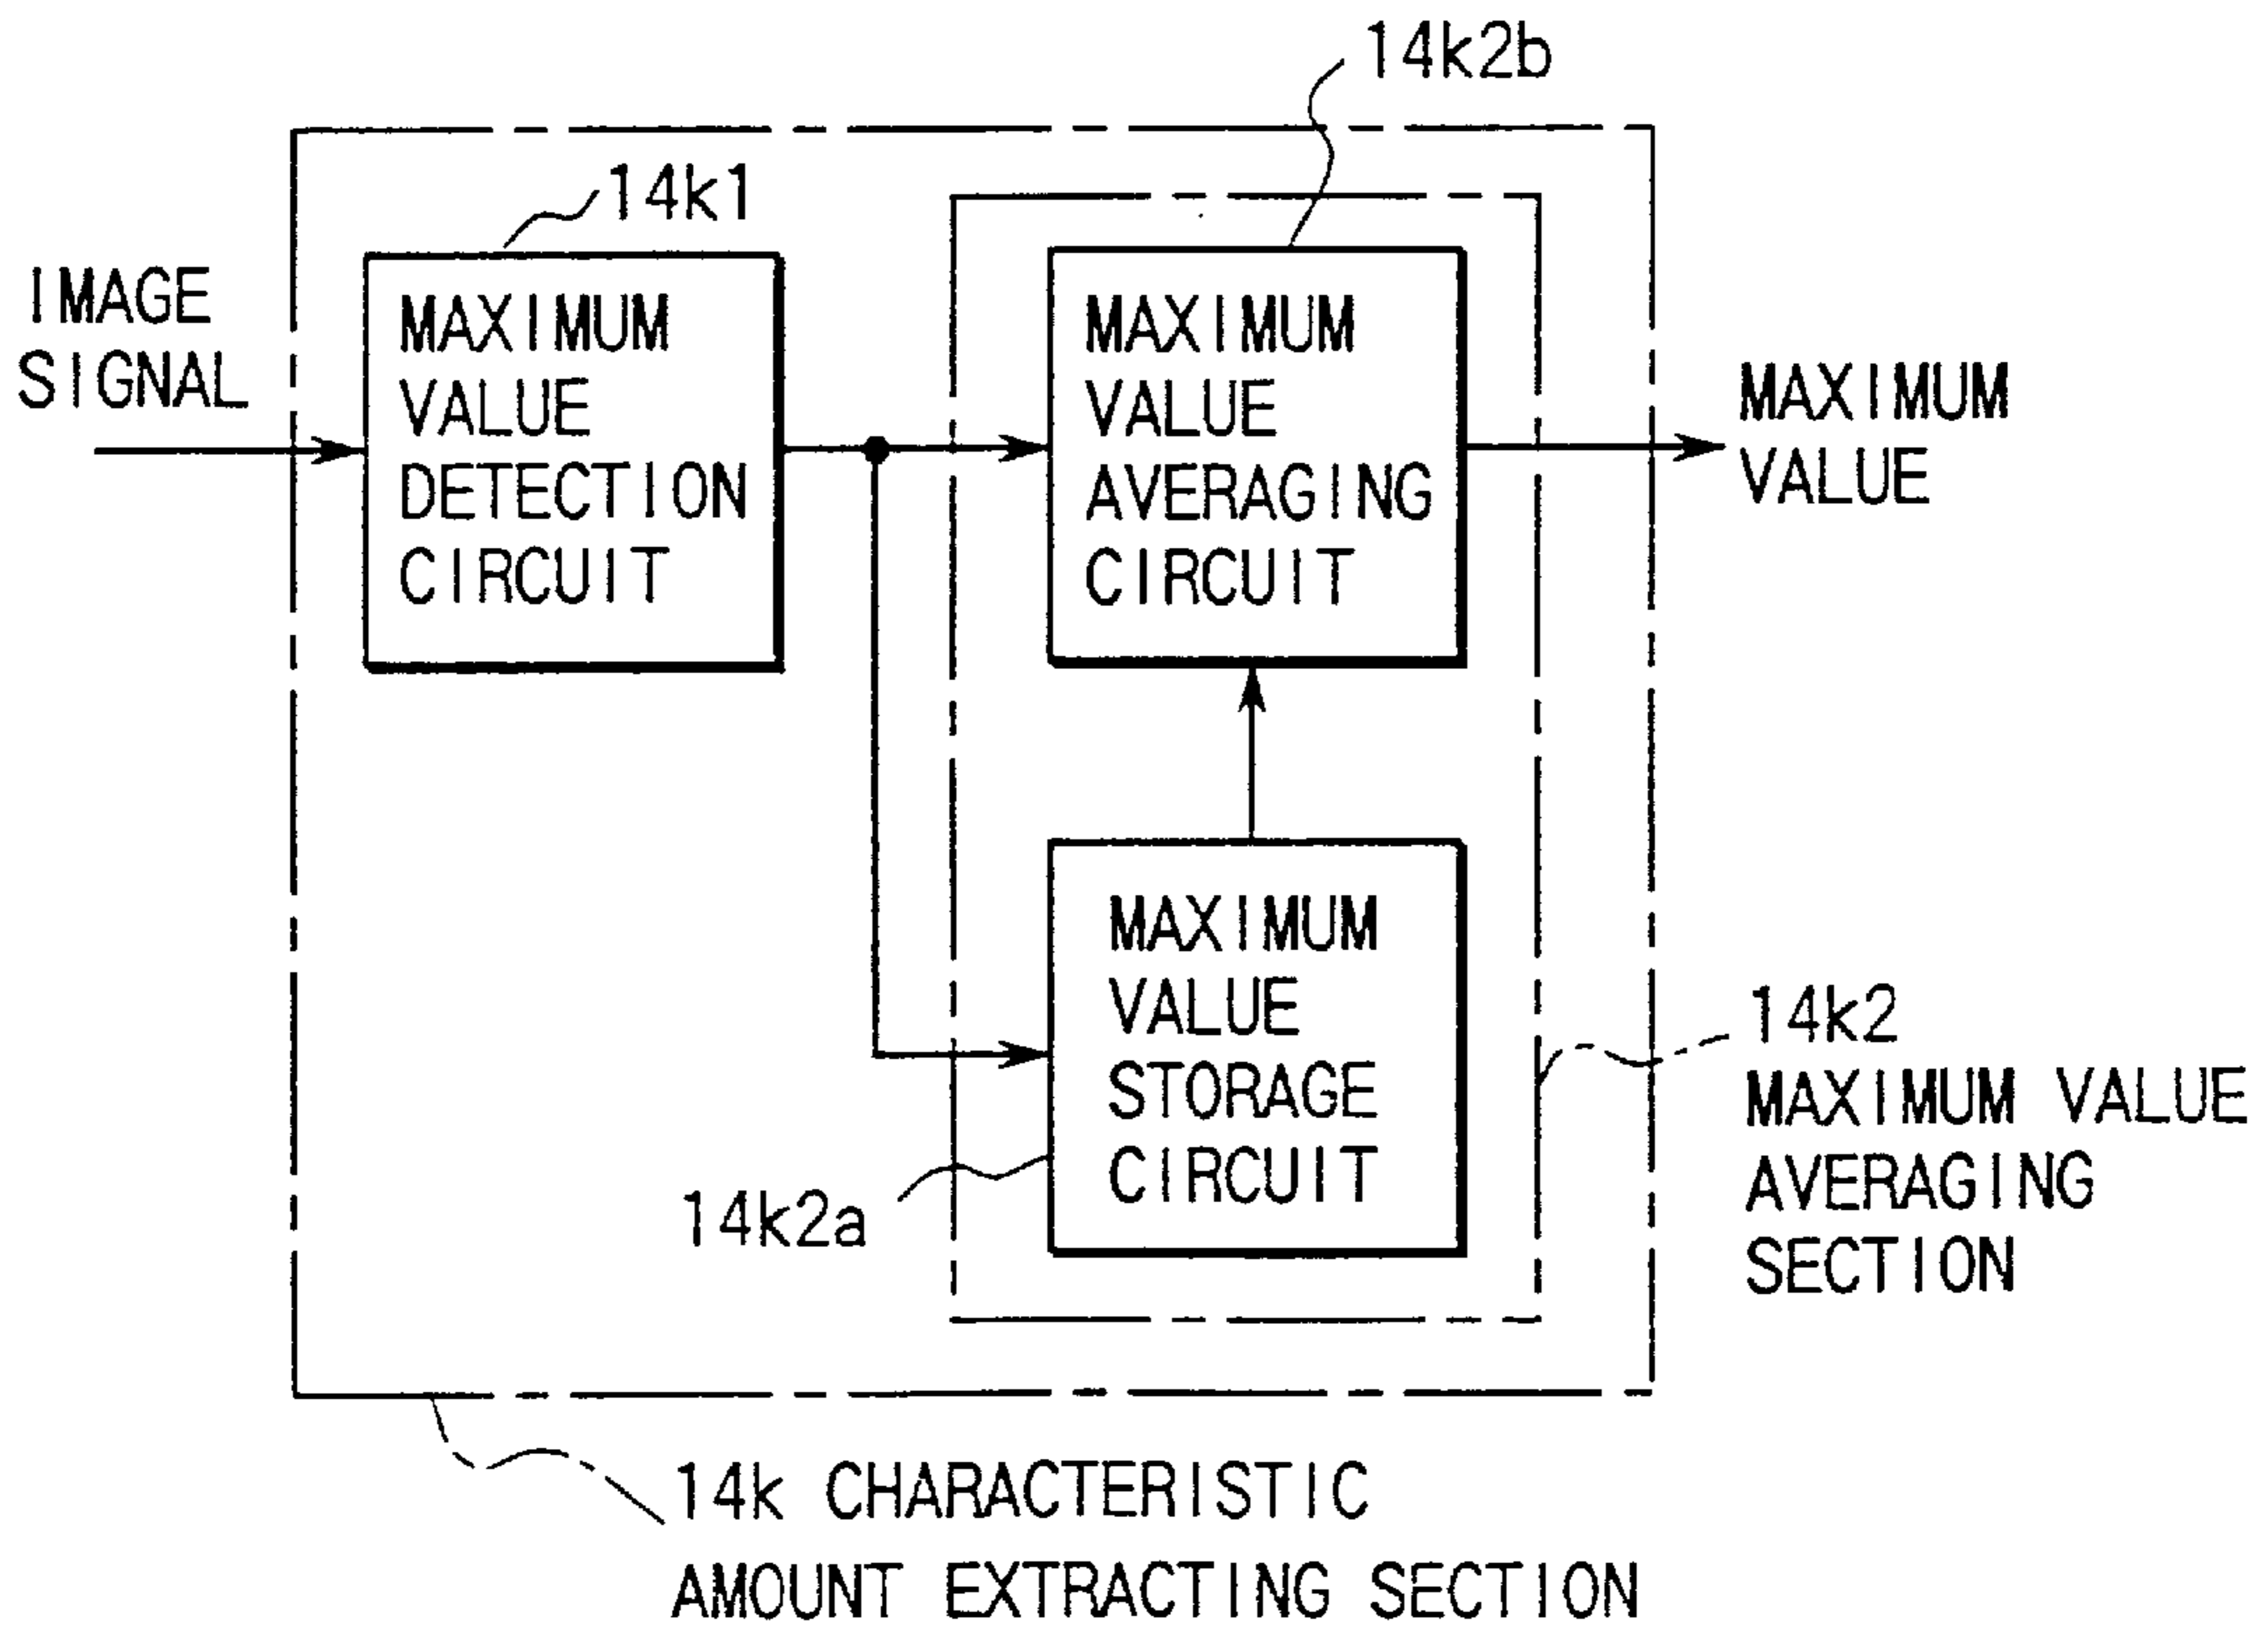 14k2b
14k1
IMAGE
SIGNAL
MAXIMUM
VALUE
DETECTION
CIRCUIT
MAXIMUM
VALUE
AVERAGING
CIRCUIT
MAXIMUM
VALUE
MAXIMUM
VALUE
STORAGE
CIRCUIT
14k2a
14k2
MAXIMUM VALUE
AVERAGING
SECTION
14k CHARACTERISTIC
AMOUNT EXTRACTING SECTION